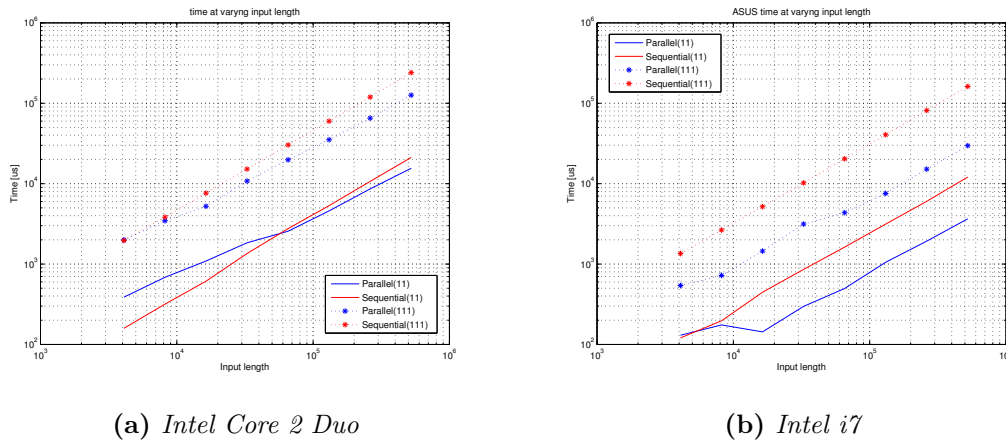 time at varyng input length
10^6
10^5
10^4
10^3
10^2
Time [us]
10^3
10^4
10^5
10^6
Input length
Parallel(11)
Sequential(11)
Parallel(111)
Sequential(111)
(a) Intel Core 2 Duo
ASUS time at varyng input length
10^6
10^5
10^4
10^3
10^2
Time [us]
Parallel(11)
Sequential(11)
Parallel(111)
Sequential(111)
10^3
10^4
10^5
10
Input length
(b) Intel i7